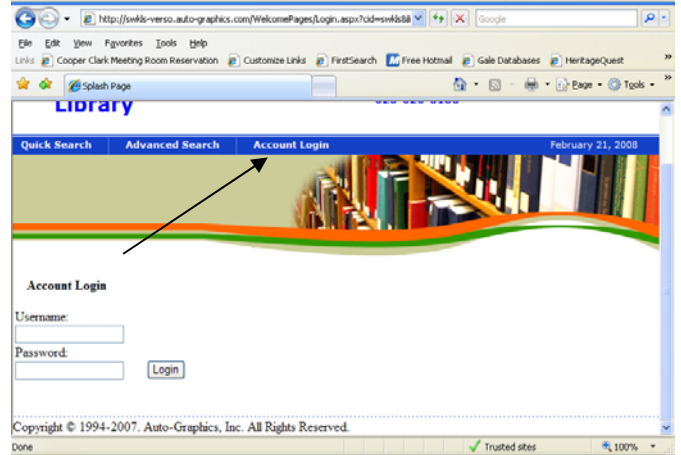 http://swkls-verso.auto-graphics.com/WelcomePages/Login.aspx?cid=swkls&li
Google
File Edit View Favorites Tools Help
Links Cooper Clark Meeting Room Reservation Customize Links FirstSearch Free Hotmail Gale Databases HeritageQuest »
Splash Page Page Tools »
Library
Quick Search Advanced Search Account Login February 21, 2008
Account Login
Username:
Password:
Login
Copyright © 1994-2007. Auto-Graphics, Inc. All Rights Reserved.
Done Trusted sites 100%